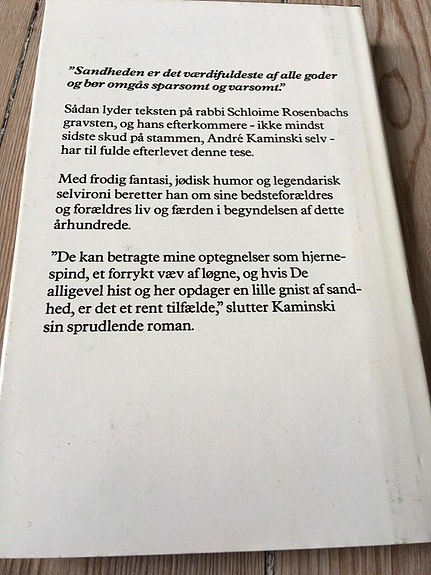 ”Sandheden er det værdifuldeste af alle goder
og bør omgås sparsomt og varsomt.”
Sådan lyder teksten på rabbi Schloime Rosenbachs
gravsten, og hans efterkommere – ikke mindst
sidste skud på stammen, André Kaminski selv –
har til fulde efterlevet denne tese.
Med frodig fantasi, jødisk humor og legendarisk
selvironi beretter han om sine bedsteforældres
og forældres liv og færden i begyndelsen af dette
århundrede.
”De kan betragte mine optegnelser som hjerne-
spind, et forrykt væv af løgne, og hvis De
alligevel hist og her opdager en lille gnist af sand-
hed, er det et rent tilfælde,” slutter Kaminski
sin sprudlende roman.